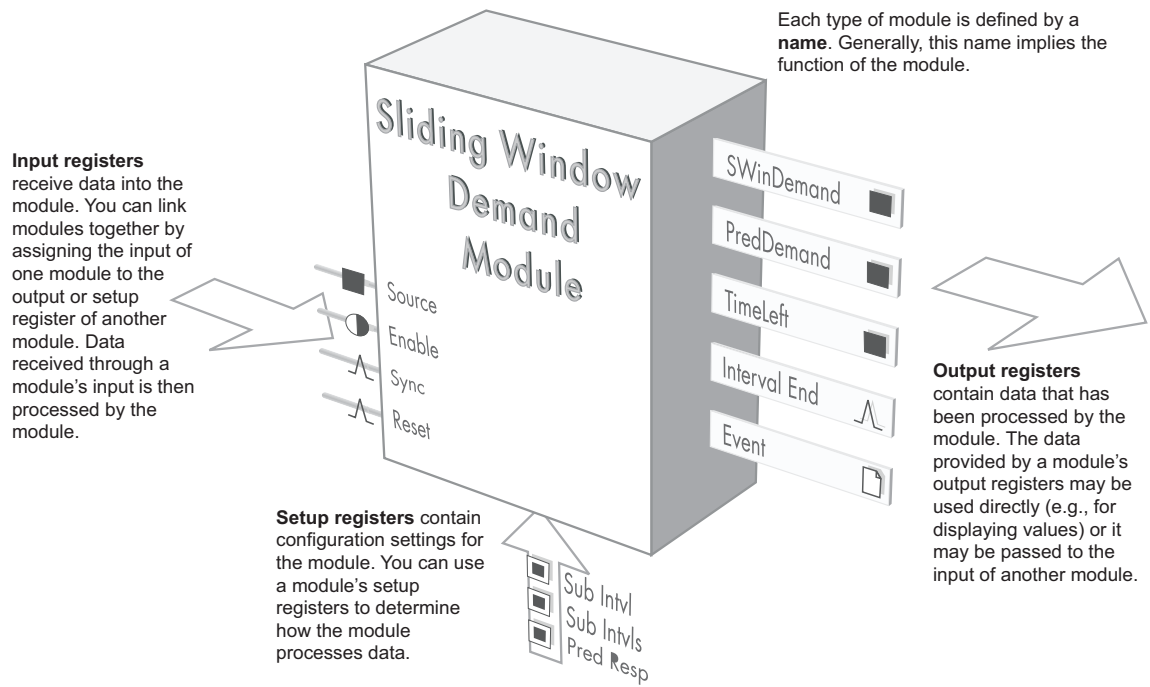 Each type of module is defined by a
name. Generally, this name implies the
function of the module.
Sliding Window
Demand
Module
Input registers
receive data into the
module. You can link
modules together by
assigning the input of
one module to the
output or setup
register of another
module. Data
received through a
module’s input is then
processed by the
module.
Source
Enable
Sync
Reset
SWinDemand
PredDemand
TimeLeft
Interval End
Event
Output registers
contain data that has
been processed by the
module. The data
provided by a module’s
output registers may be
used directly (e.g., for
displaying values) or it
may be passed to the
input of another module.
Setup registers contain
configuration settings for
the module. You can use
a module’s setup
registers to determine
how the module
processes data.
Sub Intvl
Sub Intvls
Pred Resp